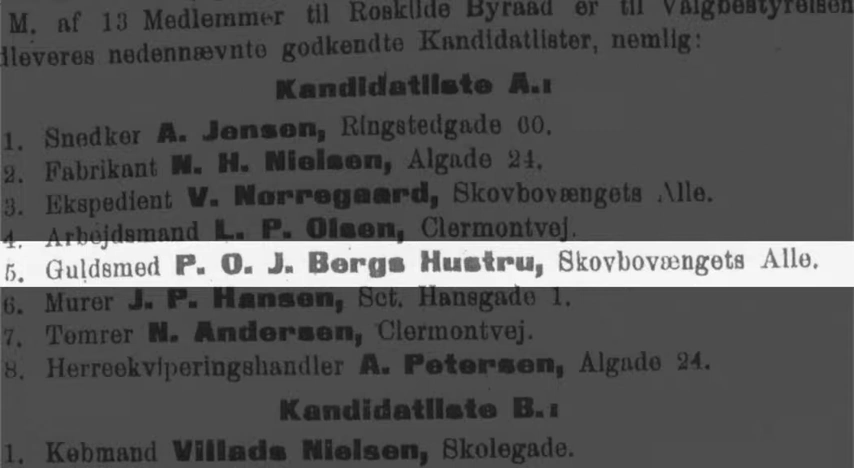 M. af 13 Medlemmer til Roskilde Byraad er til Valgbestyrelsen
dleveres nedennævnte godkendte Kandidatlister, nemlig:
Kandidatliste A.:
1. Snedker A. Jensen, Ringstedgade 60.
2. Fabrikant N. H. Nielsen, Algade 24.
3. Ekspedient V. Nørregaard, Skovbovængets Alle.
4. Arbejdsmand L. P. Olsen, Clermontvej.
5. Guldsmed P. O. J. Bergs Hustru, Skovbovængets Alle.
6. Murer J. P. Hansen, Sct. Hansgade 1.
7. Tømrer N. Andersen, Clermontvej.
8. Herreekviperingshandler A. Petersen, Algade 24.
Kandidatliste B.:
1. Købmand Villads Nielsen, Skolegade.